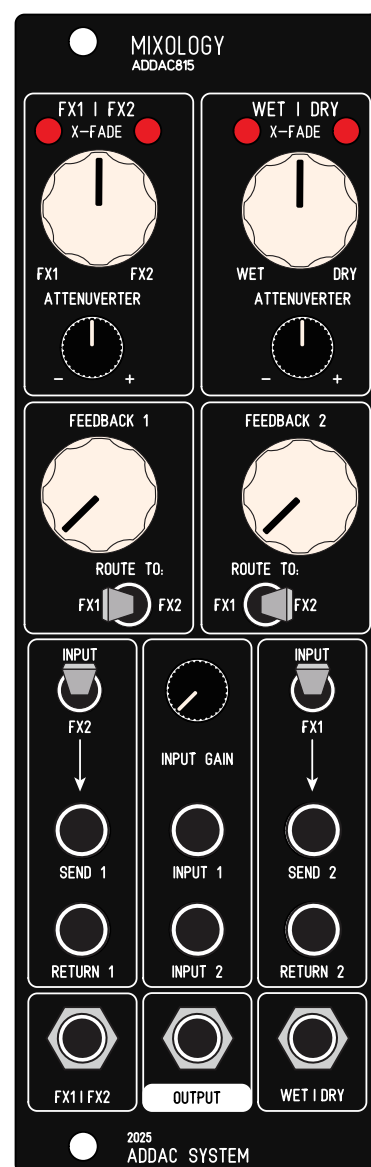 MIXOLOGY
ADDAC815
FX1 | FX2
X-FADE
FX1 FX2
ATTENUVERTER
- +
WET | DRY
X-FADE
WET DRY
ATTENUVERTER
- +
FEEDBACK 1
ROUTE TO:
FX1 FX2
FEEDBACK 2
ROUTE TO:
FX1 FX2
INPUT
FX2
SEND 1
RETURN 1
INPUT GAIN
INPUT 1
INPUT 2
INPUT
FX1
SEND 2
RETURN 2
FX1 | FX2
OUTPUT
WET | DRY
2025
ADDAC SYSTEM